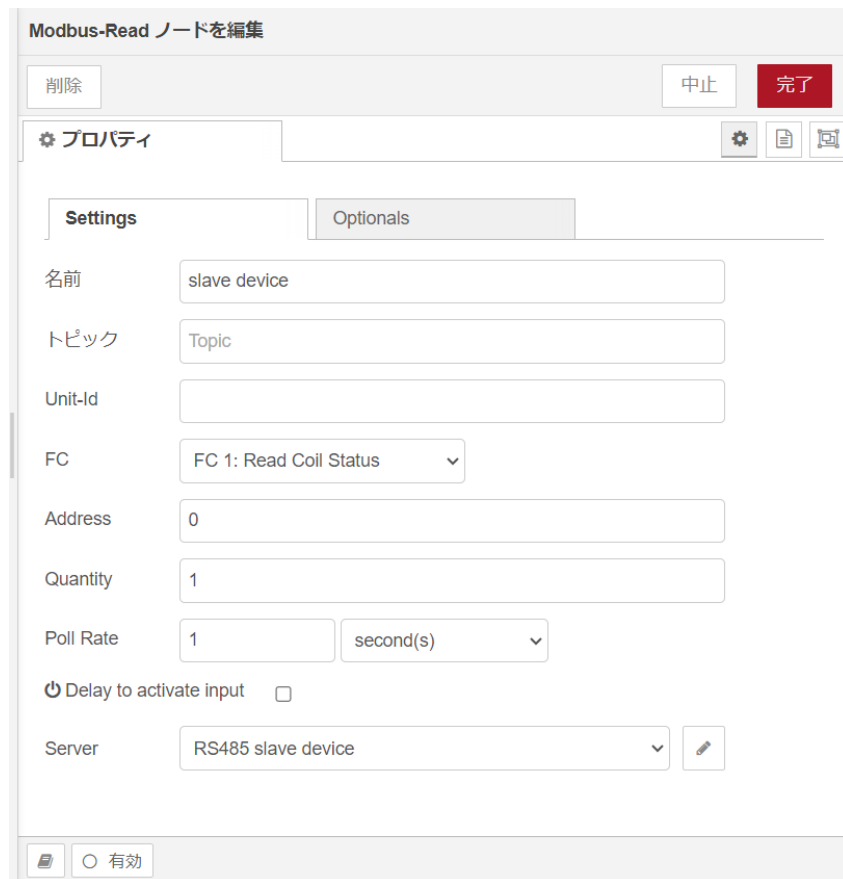 Modbus-Read ノードを編集
削除 中止 完了
プロパティ
Settings Optionals
名前 slave device
トピック Topic
Unit-Id
FC FC 1: Read Coil Status
Address 0
Quantity 1
Poll Rate 1 second(s)
Delay to activate input
Server RS485 slave device
有効